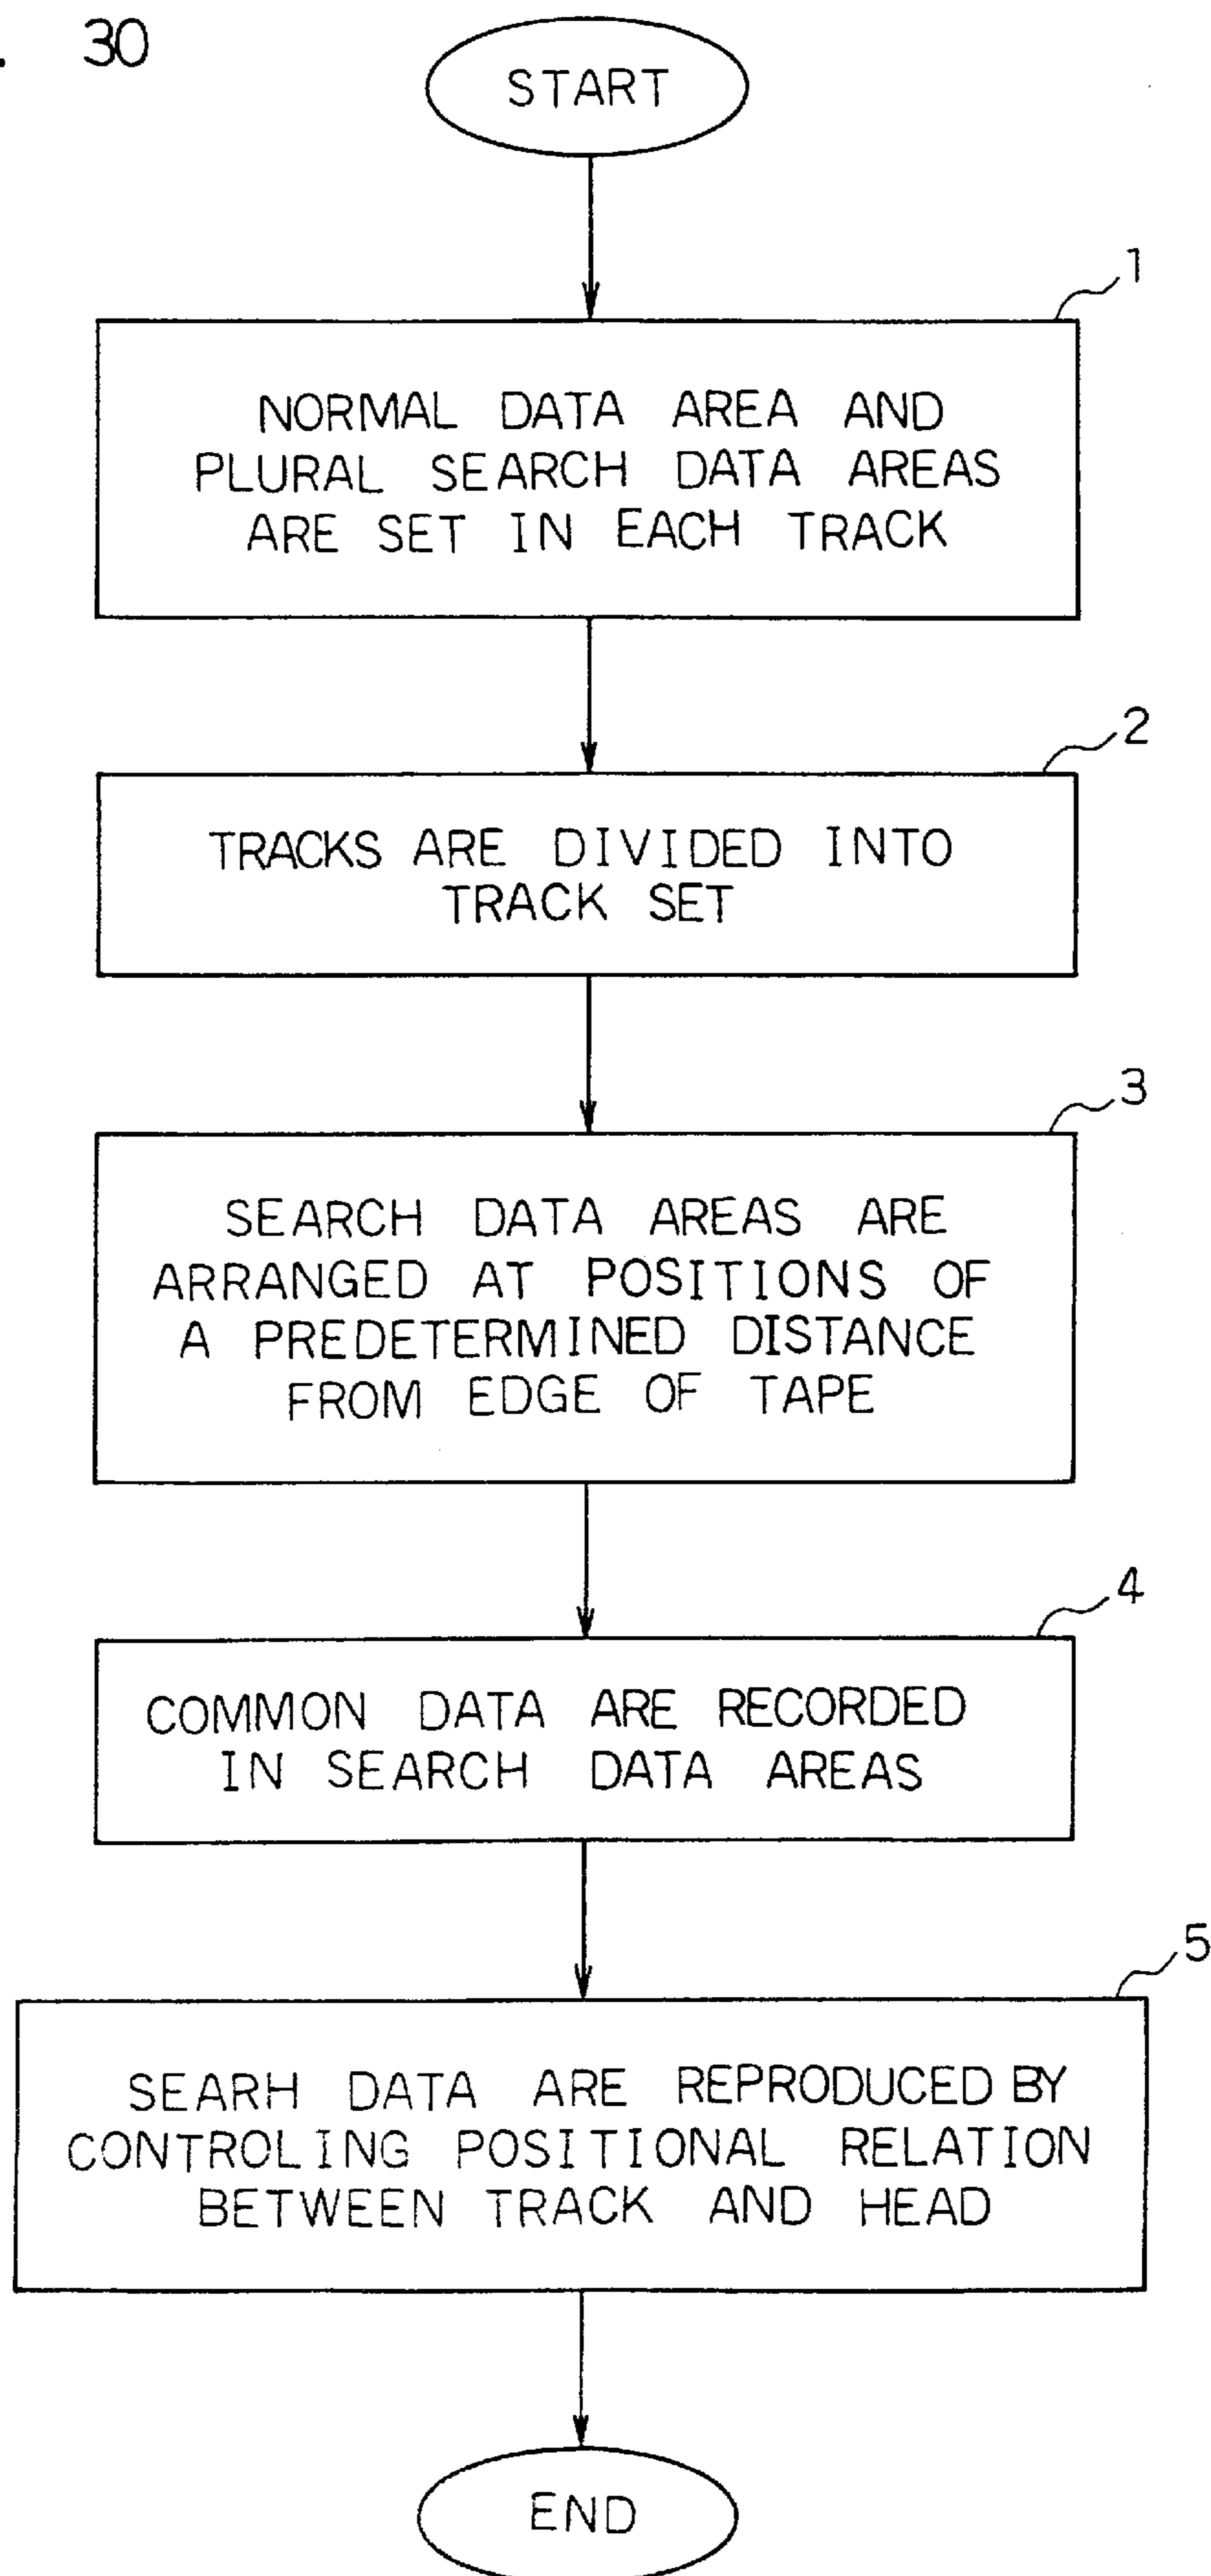 . 30
START
1
NORMAL DATA AREA AND
PLURAL SEARCH DATA AREAS
ARE SET IN EACH TRACK
2
TRACKS ARE DIVIDED INTO
TRACK SET
3
SEARCH DATA AREAS ARE
ARRANGED AT POSITIONS OF
A PREDETERMINED DISTANCE
FROM EDGE OF TAPE
4
COMMON DATA ARE RECORDED
IN SEARCH DATA AREAS
5
SEARH DATA ARE REPRODUCED BY
CONTROLING POSITIONAL RELATION
BETWEEN TRACK AND HEAD
END